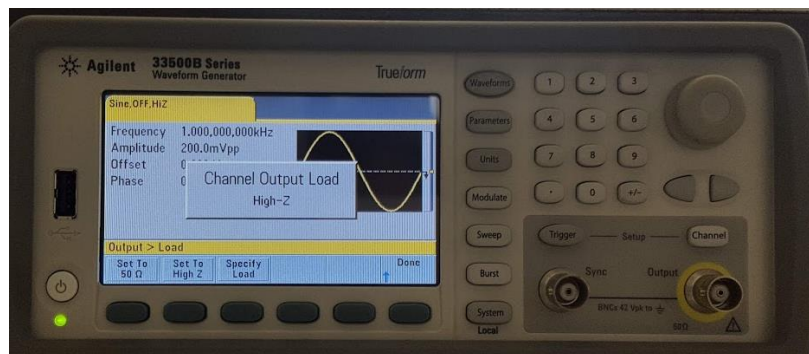 Agilent 33500B Series
Waveform Generator
Trueform
Sine,OFF,HiZ
Frequency 1.000,000,000kHz
Amplitude 200.0mVpp
Offset 0
Phase 0
Channel Output Load
High-Z
Output > Load
Set To 50 Ω
Set To High Z
Specify Load
Done
Waveforms
Parameters
Units
Modulate
Sweep
Burst
System
Local
1 2 3
4 5 6
7 8 9
. 0 +/-
Trigger Setup Channel
Sync Output
BNCs 42 Vpk to
50Ω